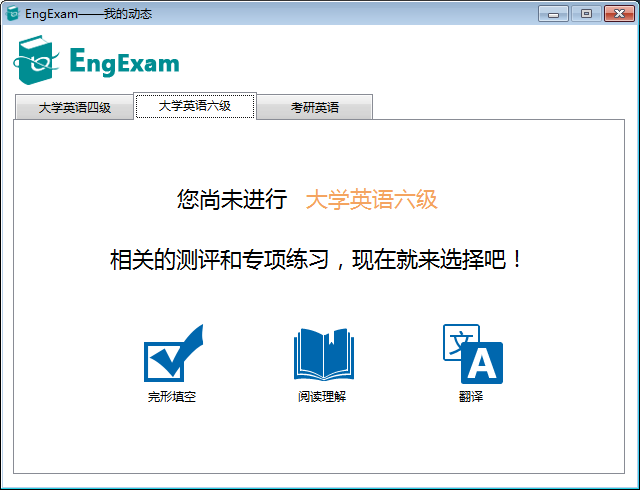 EngExam——我的动态
EngExam
大学英语四级 大学英语六级 考研英语
您尚未进行 大学英语六级
相关的测评和专项练习，现在就来选择吧！
文
A
完形填空 阅读理解 翻译